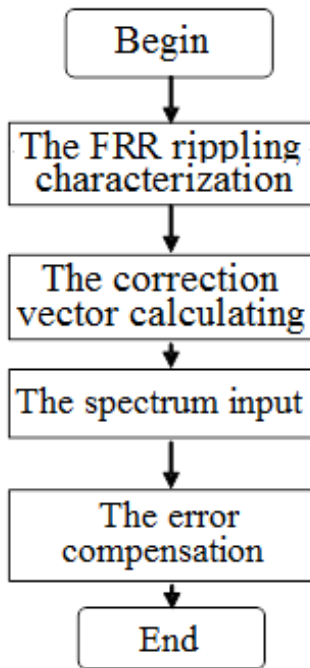 Begin
The FRR rippling
characterization
The correction
vector calculating
The spectrum input
The error
compensation
End